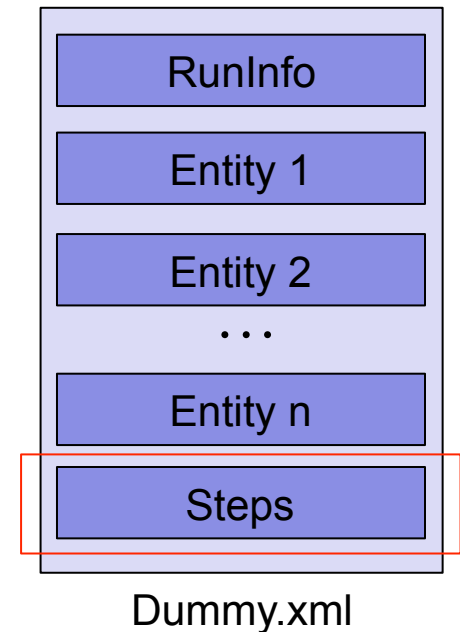 RunInfo
Entity 1
Entity 2
. . .
Entity n
Steps
Dummy.xml